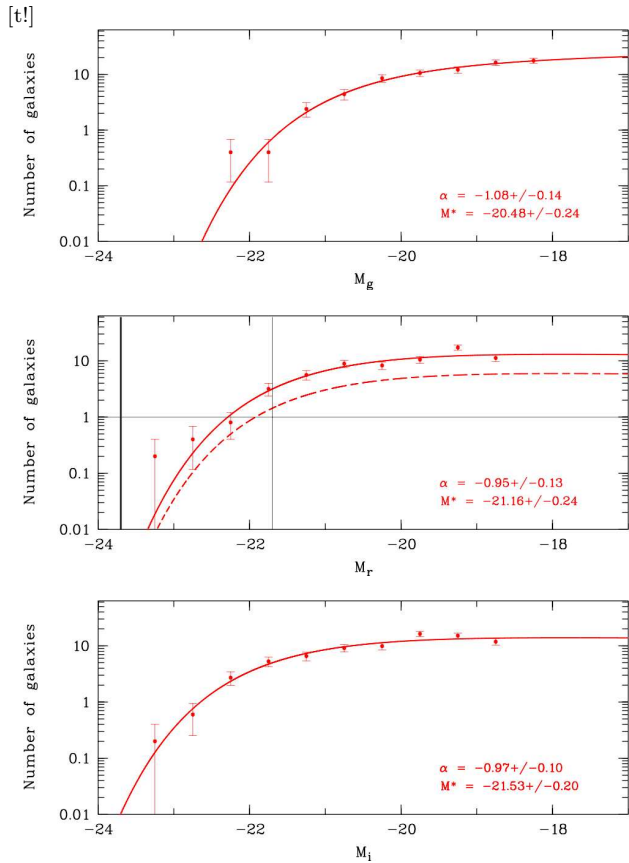 [t!]
Number of galaxies
10
1
0.1
0.01
−24
−22
−20
−18
M_g
α = −1.08+/−0.14
M* = −20.48+/−0.24
Number of galaxies
10
1
0.1
0.01
−24
−22
−20
−18
M_r
α = −0.95+/−0.13
M* = −21.16+/−0.24
Number of galaxies
10
1
0.1
0.01
−24
−22
−20
−18
M_i
α = −0.97+/−0.10
M* = −21.53+/−0.20